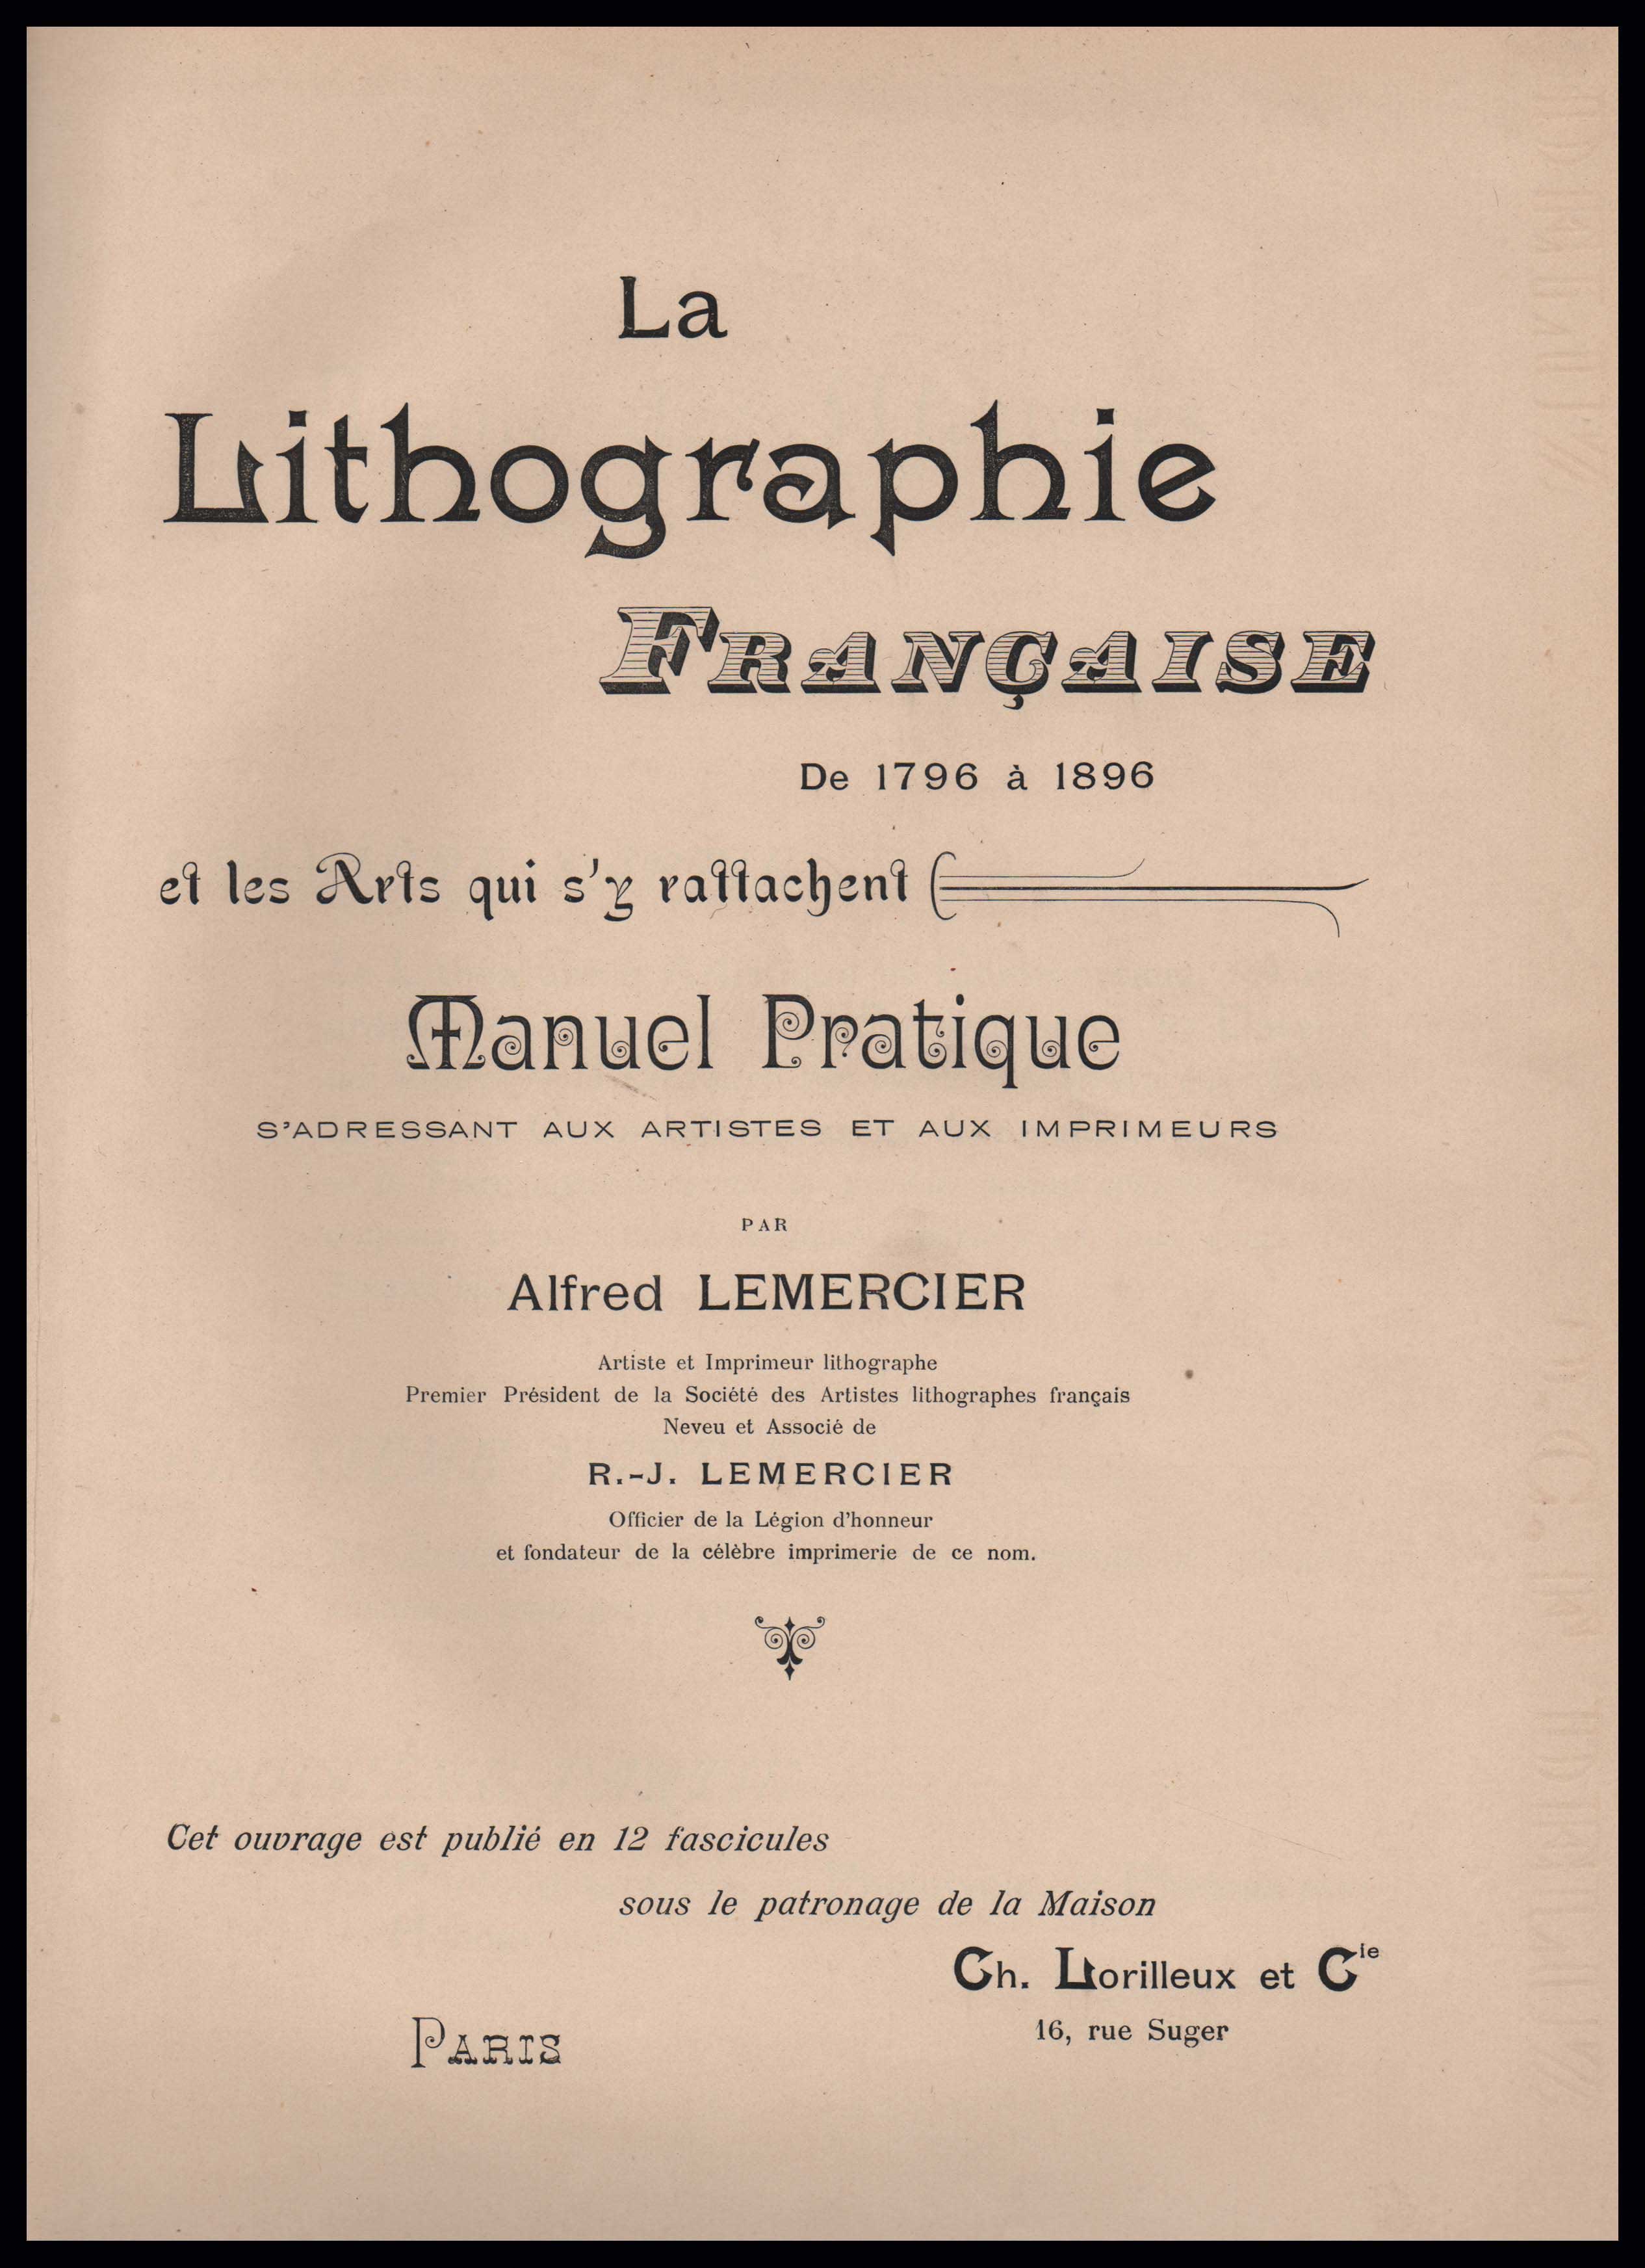 La
Lithographie
FRANÇAISE
De 1796 à 1896
et les Arts qui s'y rattachent
Manuel Pratique
S'ADRESSANT AUX ARTISTES ET AUX IMPRIMEURS
PAR
Alfred LEMERCIER
Artiste et Imprimeur lithographe
Premier Président de la Société des Artistes lithographes français
Neveu et Associé de
R.-J. LEMERCIER
Officier de la Légion d'honneur
et fondateur de la célèbre imprimerie de ce nom.
Cet ouvrage est publié en 12 fascicules
sous le patronage de la Maison
Ch. Lorilleux et Cie
16, rue Suger
PARIS